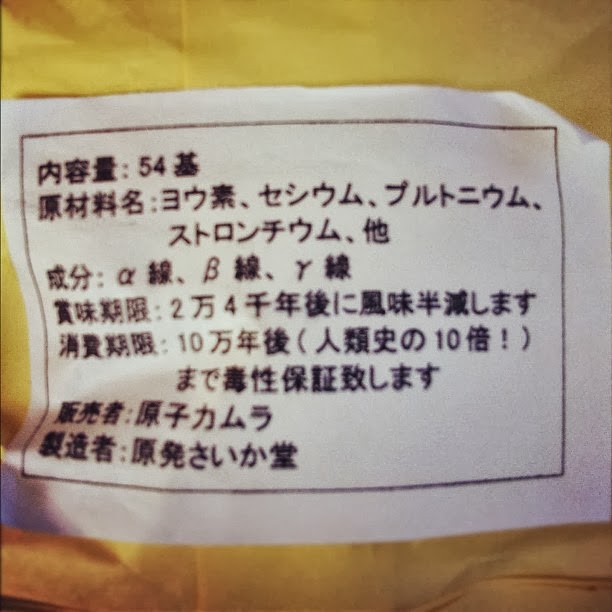 内容量: 54基
原材料名:ヨウ素、セシウム、プルトニウム、
ストロンチウム、他
成分: α線、β線、γ線
賞味期限: 2万4千年後に風味半減します
消費期限: 10万年後(人類史の10倍!)
まで毒性保証致します
販売者:原子力ムラ
製造者:原発さいか堂